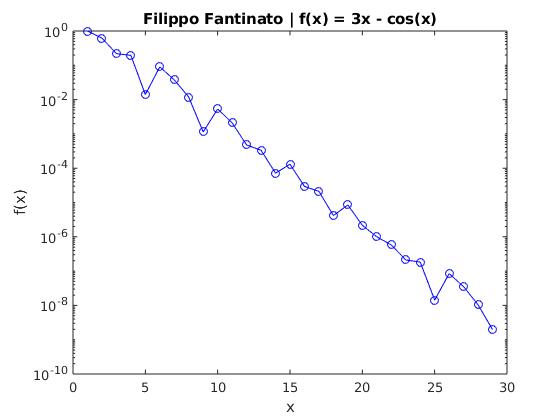 Filippo Fantinato | f(x) = 3x - cos(x)
10^0
10^-2
10^-4
10^-6
10^-8
10^-10
f(x)
0 5 10 15 20 25 30
x